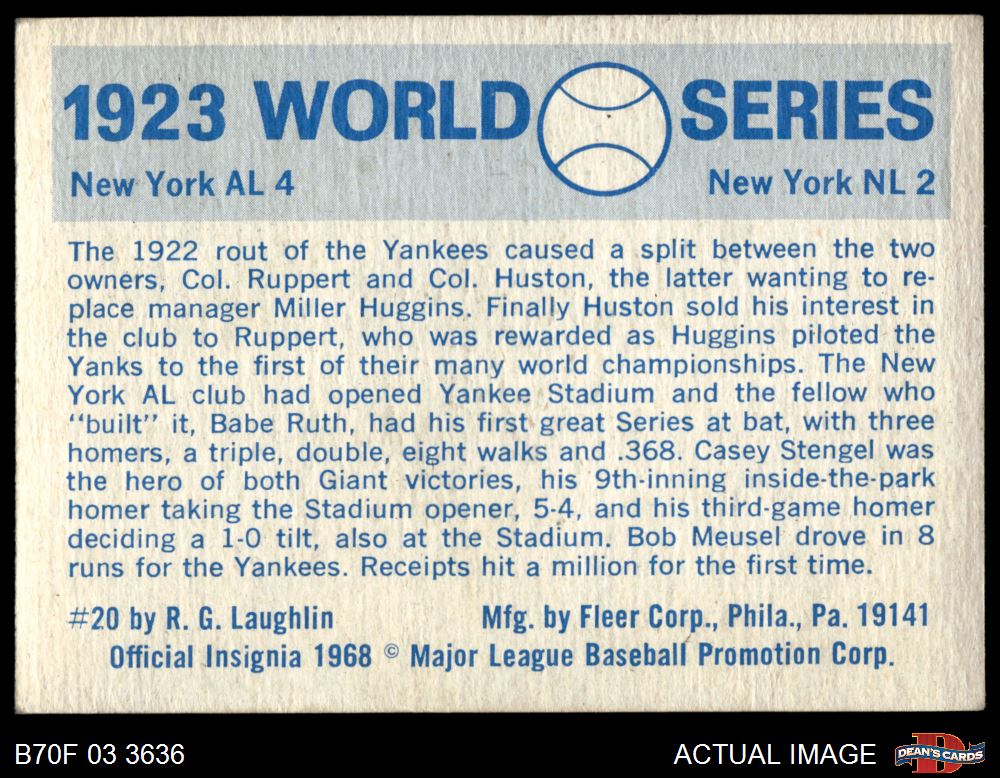 1923 WORLD SERIES
New York AL 4
New York NL 2
The 1922 rout of the Yankees caused a split between the two
owners, Col. Ruppert and Col. Huston, the latter wanting to re-
place manager Miller Huggins. Finally Huston sold his interest in
the club to Ruppert, who was rewarded as Huggins piloted the
Yanks to the first of their many world championships. The New
York AL club had opened Yankee Stadium and the fellow who
"built" it, Babe Ruth, had his first great Series at bat, with three
homers, a triple, double, eight walks and .368. Casey Stengel was
the hero of both Giant victories, his 9th-inning inside-the-park
homer taking the Stadium opener, 5-4, and his third-game homer
deciding a 1-0 tilt, also at the Stadium. Bob Meusel drove in 8
runs for the Yankees. Receipts hit a million for the first time.
#20 by R. G. Laughlin
Mfg. by Fleer Corp., Phila., Pa. 19141
Official Insignia 1968 © Major League Baseball Promotion Corp.
B70F 03 3636
ACTUAL IMAGE
DEAN'S CARDS